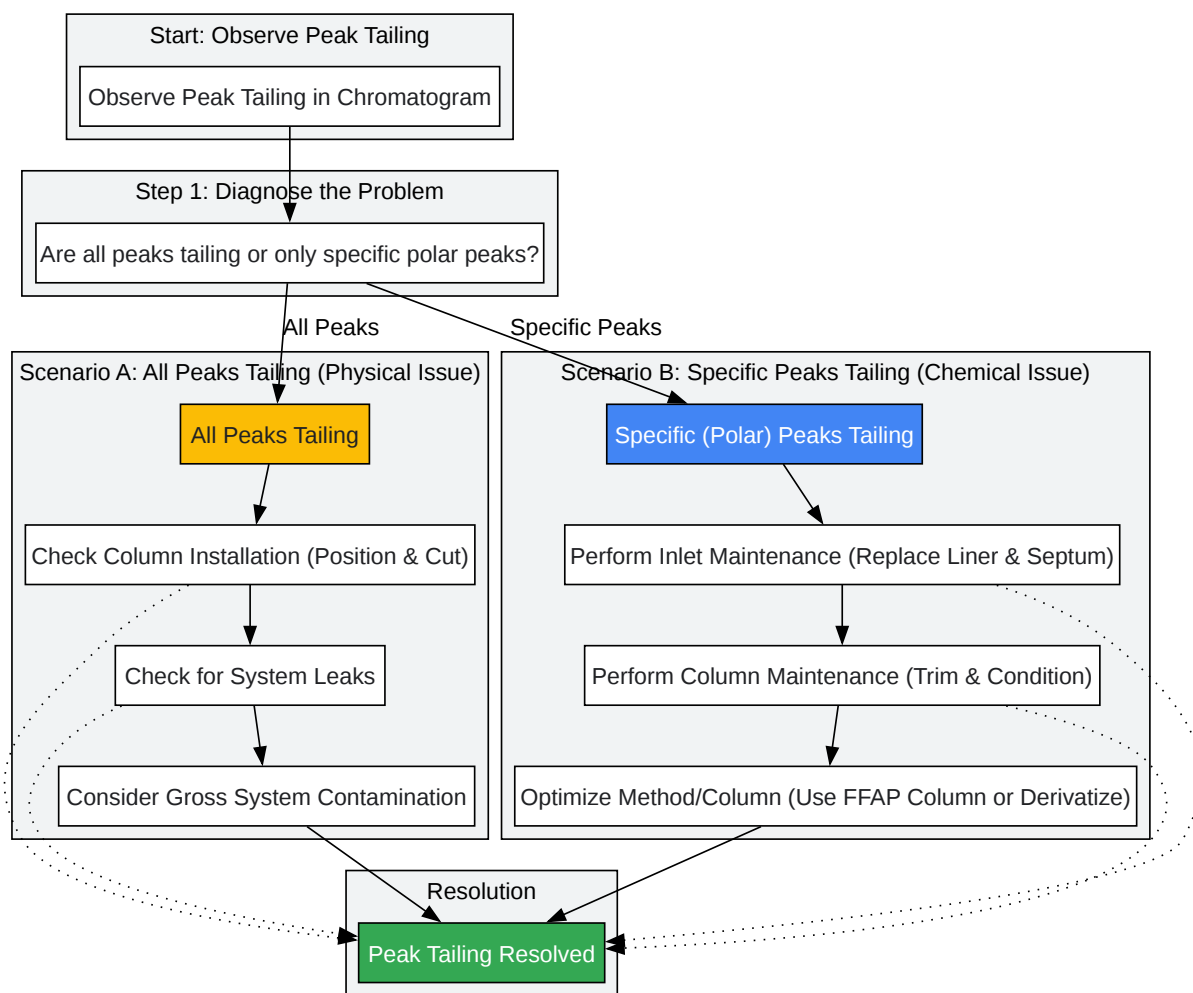 Start: Observe Peak Tailing
Observe Peak Tailing in Chromatogram
Step 1: Diagnose the Problem
Are all peaks tailing or only specific polar peaks?
All Peaks
Specific Peaks
Scenario A: All Peaks Tailing (Physical Issue)
All Peaks Tailing
Check Column Installation (Position & Cut)
Check for System Leaks
Consider Gross System Contamination
Scenario B: Specific Peaks Tailing (Chemical Issue)
Specific (Polar) Peaks Tailing
Perform Inlet Maintenance (Replace Liner & Septum)
Perform Column Maintenance (Trim & Condition)
Optimize Method/Column (Use FFAP Column or Derivatize)
Resolution
Peak Tailing Resolved